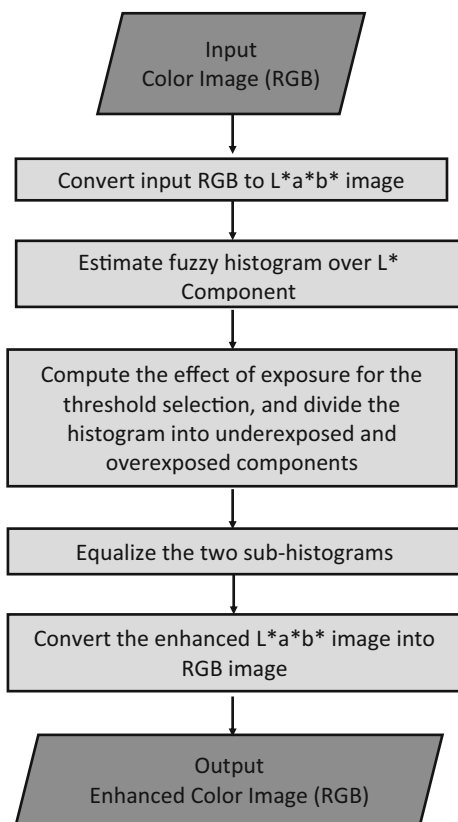 Input
Color Image (RGB)
Convert input RGB to L*a*b* image
Estimate fuzzy histogram over L*
Component
Compute the effect of exposure for the
threshold selection, and divide the
histogram into underexposed and
overexposed components
Equalize the two sub-histograms
Convert the enhanced L*a*b* image into
RGB image
Output
Enhanced Color Image (RGB)